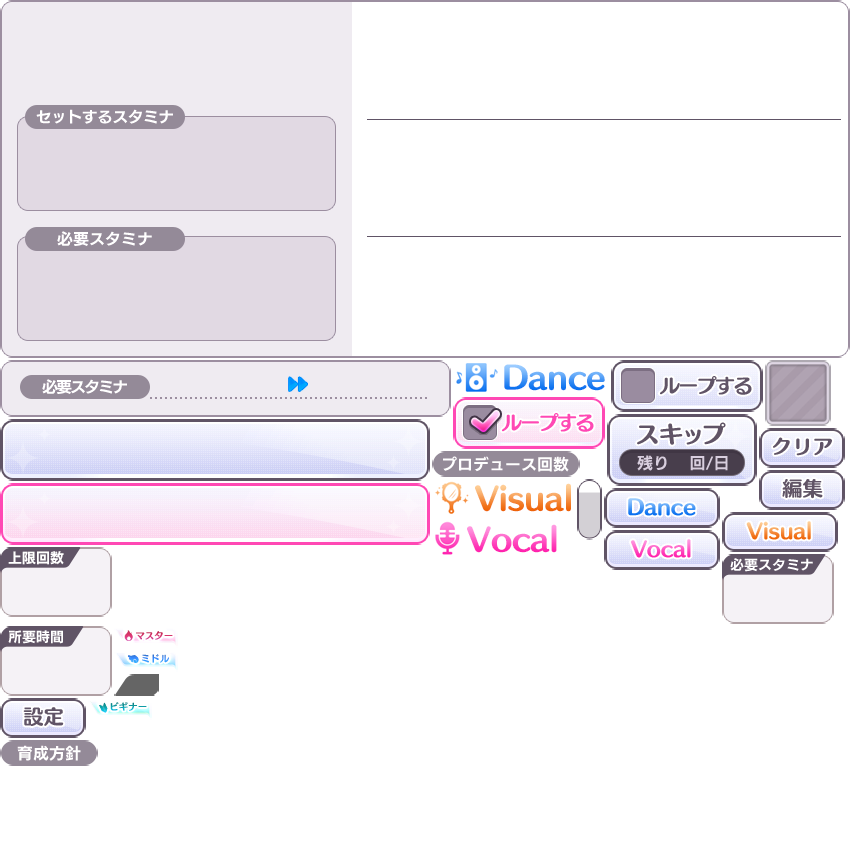 セットするスタミナ
必要スタミナ
必要スタミナ
Dance
ループする
ループする
スキップ
残り 回/日
クリア
プロデュース回数
編集
Visual
Dance
Visual
Vocal
Vocal
上限回数
必要スタミナ
所要時間
マスター
ミドル
設定
ビギナー
育成方針